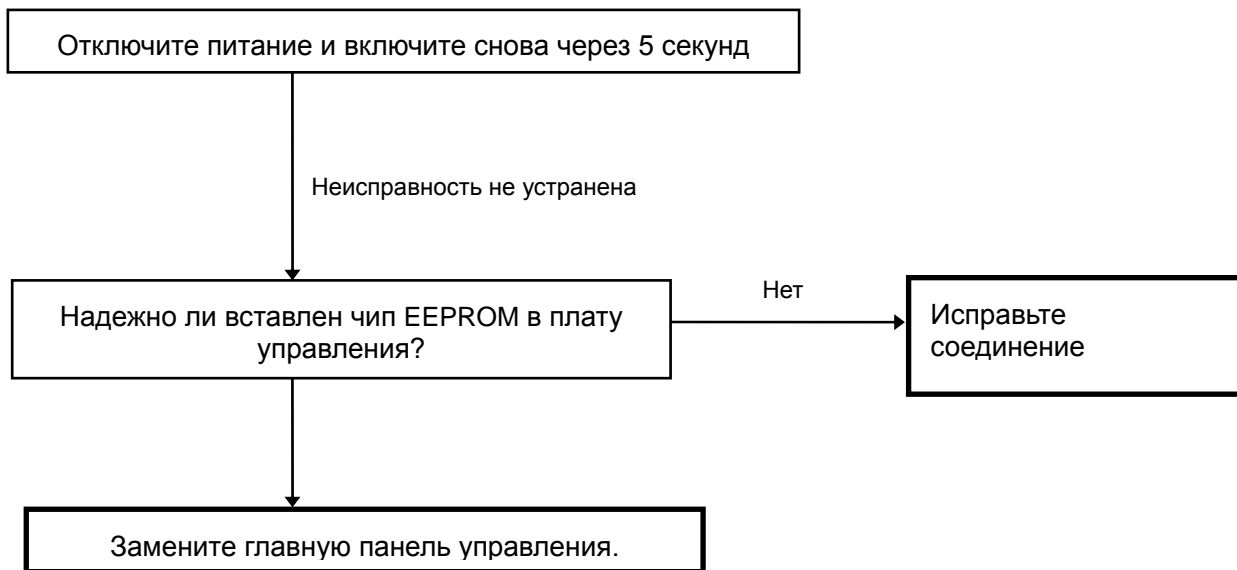 Отключите питание и включите снова через 5 секунд
Неисправность не устранена
Надежно ли вставлен чип EEPROM в плату
управления?
Нет
Исправьте
соединение
Замените главную панель управления.